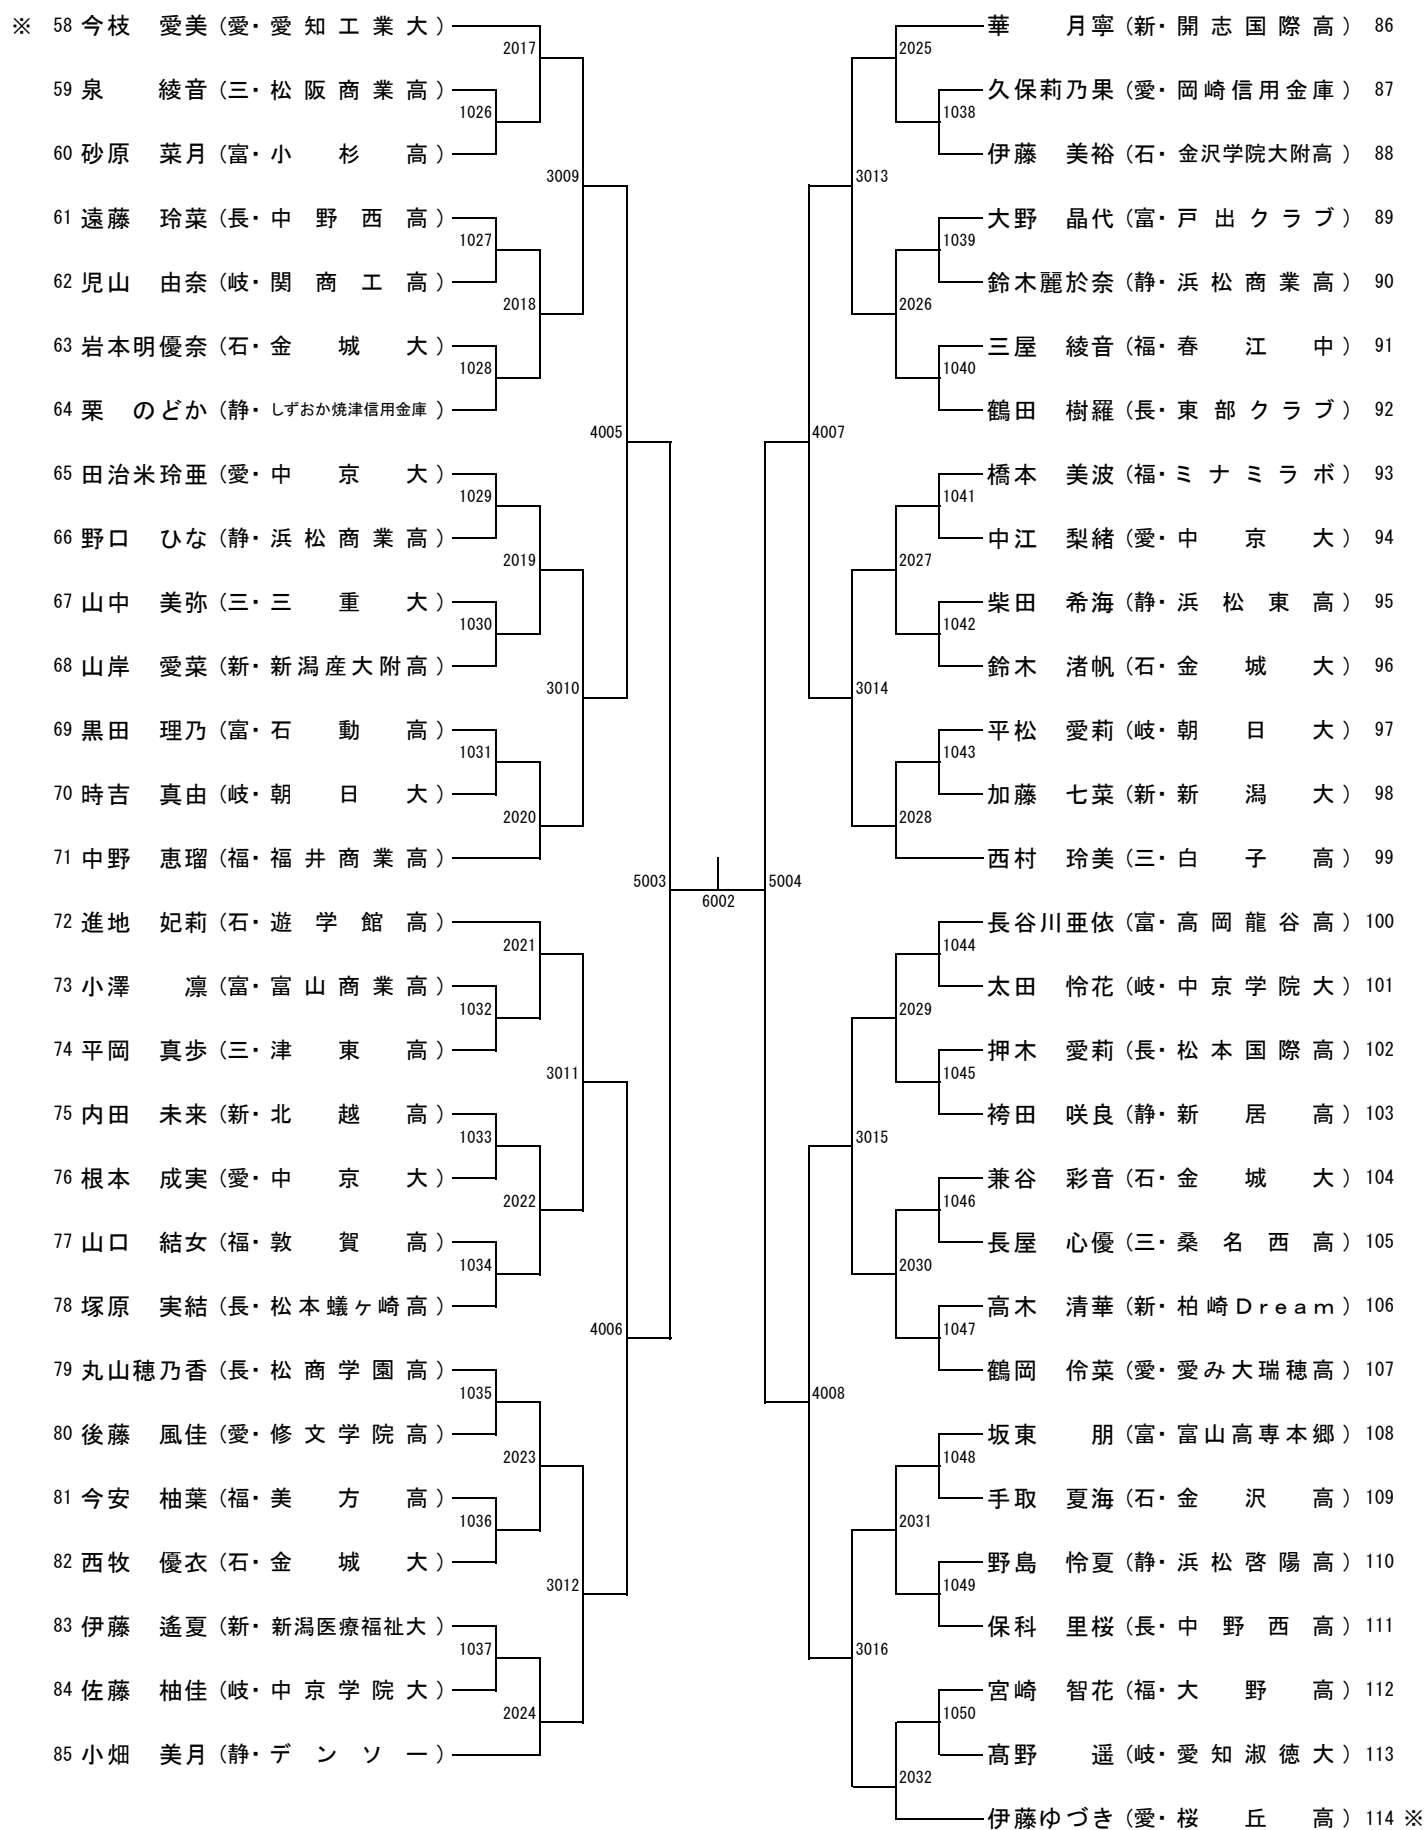 ※ 58 今枝 愛美 (愛・愛知工業大)
2017
59 泉 綾音 (三・松阪商業高)
1026
60 砂原 菜月 (富・小杉高)
3009
61 遠藤 玲菜 (長・中野西高)
1027
62 児山 由奈 (岐・関商工高)
2018
63 岩本明優奈 (石・金城大)
1028
64 栗 のどか (静・しずおか焼津信用金庫)
4005
65 田治米玲亜 (愛・中京大)
1029
66 野口 ひな (静・浜松商業高)
2019
67 山中 美弥 (三・三重大)
1030
68 山岸 愛菜 (新・新潟産大附高)
3010
69 黒田 理乃 (富・石動高)
1031
70 時吉 真由 (岐・朝日大)
2020
71 中野 恵瑠 (福・福井商業高)
5003
72 進地 妃莉 (石・遊学館高)
2021
73 小澤 凛 (富・富山商業高)
1032
74 平岡 真歩 (三・津東高)
3011
75 内田 未来 (新・北越高)
1033
76 根本 成実 (愛・中京大)
2022
77 山口 結女 (福・敦賀高)
1034
78 塚原 実結 (長・松本蟻ヶ崎高)
4006
79 丸山穂乃香 (長・松商学園高)
1035
80 後藤 風佳 (愛・修文学院高)
2023
81 今安 柚葉 (福・美方高)
1036
82 西牧 優衣 (石・金城大)
3012
83 伊藤 遙夏 (新・新潟医療福祉大)
1037
84 佐藤 柚佳 (岐・中京学院大)
2024
85 小畑 美月 (静・デンソー)
6002
華 月寧 (新・開志国際高) 86
2025
久保莉乃果 (愛・岡崎信用金庫) 87
1038
伊藤 美裕 (石・金沢学院大附高) 88
3013
大野 晶代 (富・戸出クラブ) 89
1039
鈴木麗於奈 (静・浜松商業高) 90
2026
三屋 綾音 (福・春江中) 91
1040
鶴田 樹羅 (長・東部クラブ) 92
4007
橋本 美波 (福・ミナミラボ) 93
1041
中江 梨緒 (愛・中京大) 94
2027
柴田 希海 (静・浜松東高) 95
1042
鈴木 渚帆 (石・金城大) 96
3014
平松 愛莉 (岐・朝日大) 97
1043
加藤 七菜 (新・新潟大) 98
2028
西村 玲美 (三・白子高) 99
5004
長谷川亜依 (富・高岡龍谷高) 100
1044
太田 怜花 (岐・中京学院大) 101
2029
押木 愛莉 (長・松本国際高) 102
1045
袴田 咲良 (静・新居高) 103
3015
兼谷 彩音 (石・金城大) 104
1046
長屋 心優 (三・桑名西高) 105
2030
高木 清華 (新・柏崎Dream) 106
1047
鶴岡 伶菜 (愛・愛み大瑞穂高) 107
4008
坂東 朋 (富・富山高専本郷) 108
1048
手取 夏海 (石・金沢高) 109
2031
野島 怜夏 (静・浜松啓陽高) 110
1049
保科 里桜 (長・中野西高) 111
3016
宮崎 智花 (福・大野高) 112
1050
髙野 遥 (岐・愛知淑徳大) 113
2032
伊藤ゆづき (愛・桜丘高) 114 ※